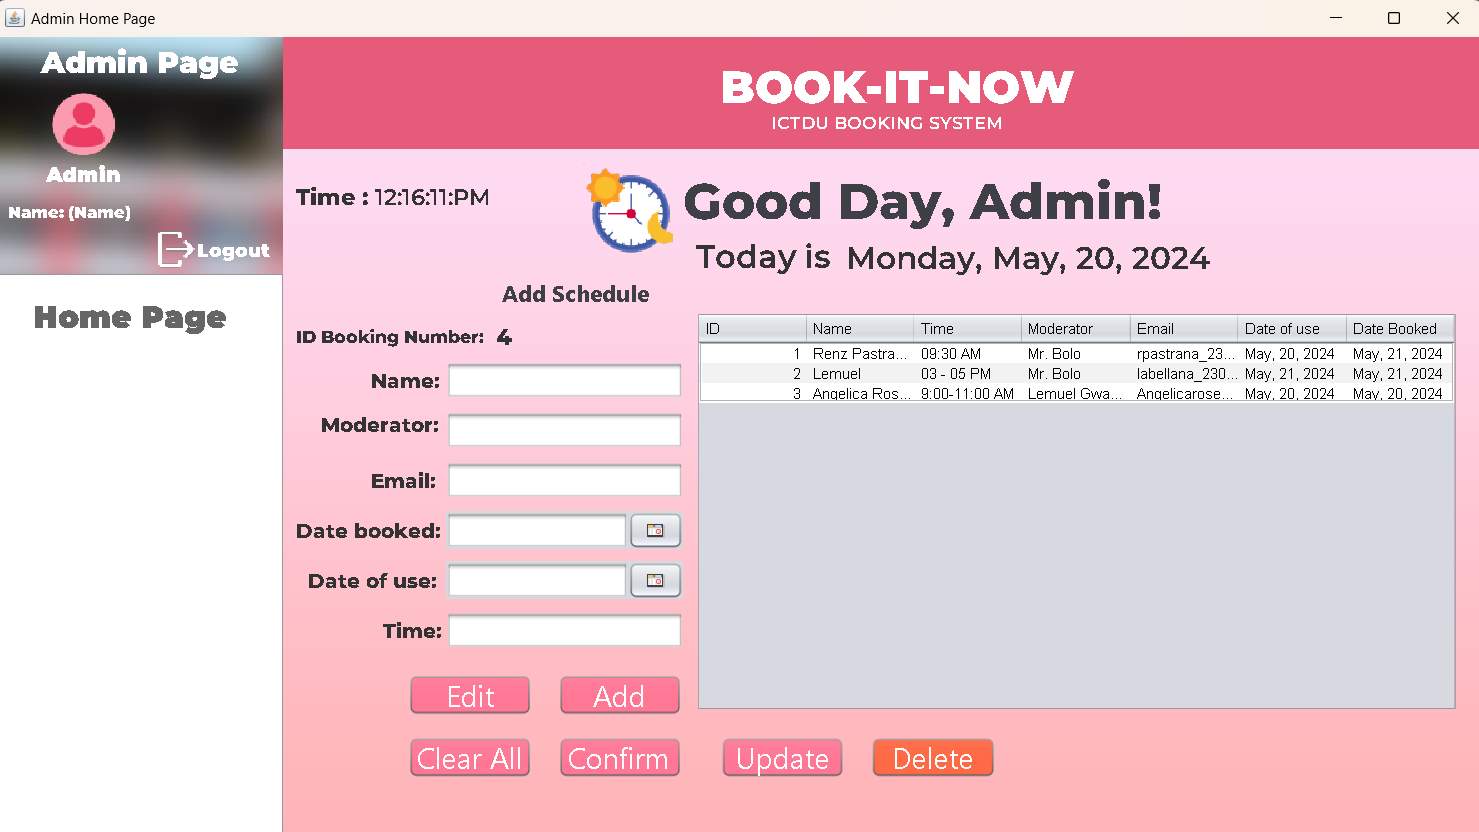 Admin Home Page
Admin Page
Admin
Name: (Name)
Logout
Home Page
BOOK-IT-NOW
ICTDU BOOKING SYSTEM
Time : 12:16:11:PM
Good Day, Admin!
Today is Monday, May, 20, 2024
Add Schedule
ID Booking Number: 4
Name:
Moderator:
Email:
Date booked:
Date of use:
Time:
Edit Add
Clear All Confirm Update Delete
ID Name Time Moderator Email Date of use Date Booked
1 Renz Pastra... 09:30 AM Mr. Bolo rpastrana_23... May, 20, 2024 May, 21, 2024
2 Lemuel 03 - 05 PM Mr. Bolo labellana_230... May, 21, 2024 May, 21, 2024
3 Angelica Ros... 9:00-11:00 AM Lemuel Gwa... Angelicarose... May, 20, 2024 May, 20, 2024